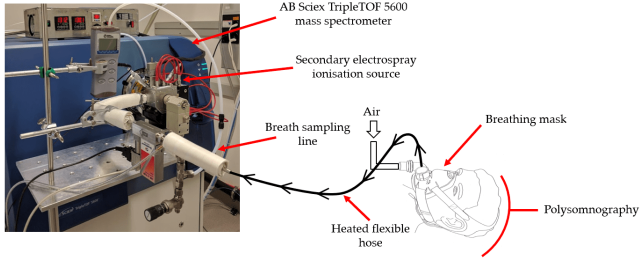 AB Sciex TripleTOF 5600
mass spectrometer
Secondary electrospray
ionisation source
Breath sampling
line
Air
Breathing mask
Heated flexible
hose
Polysomnography